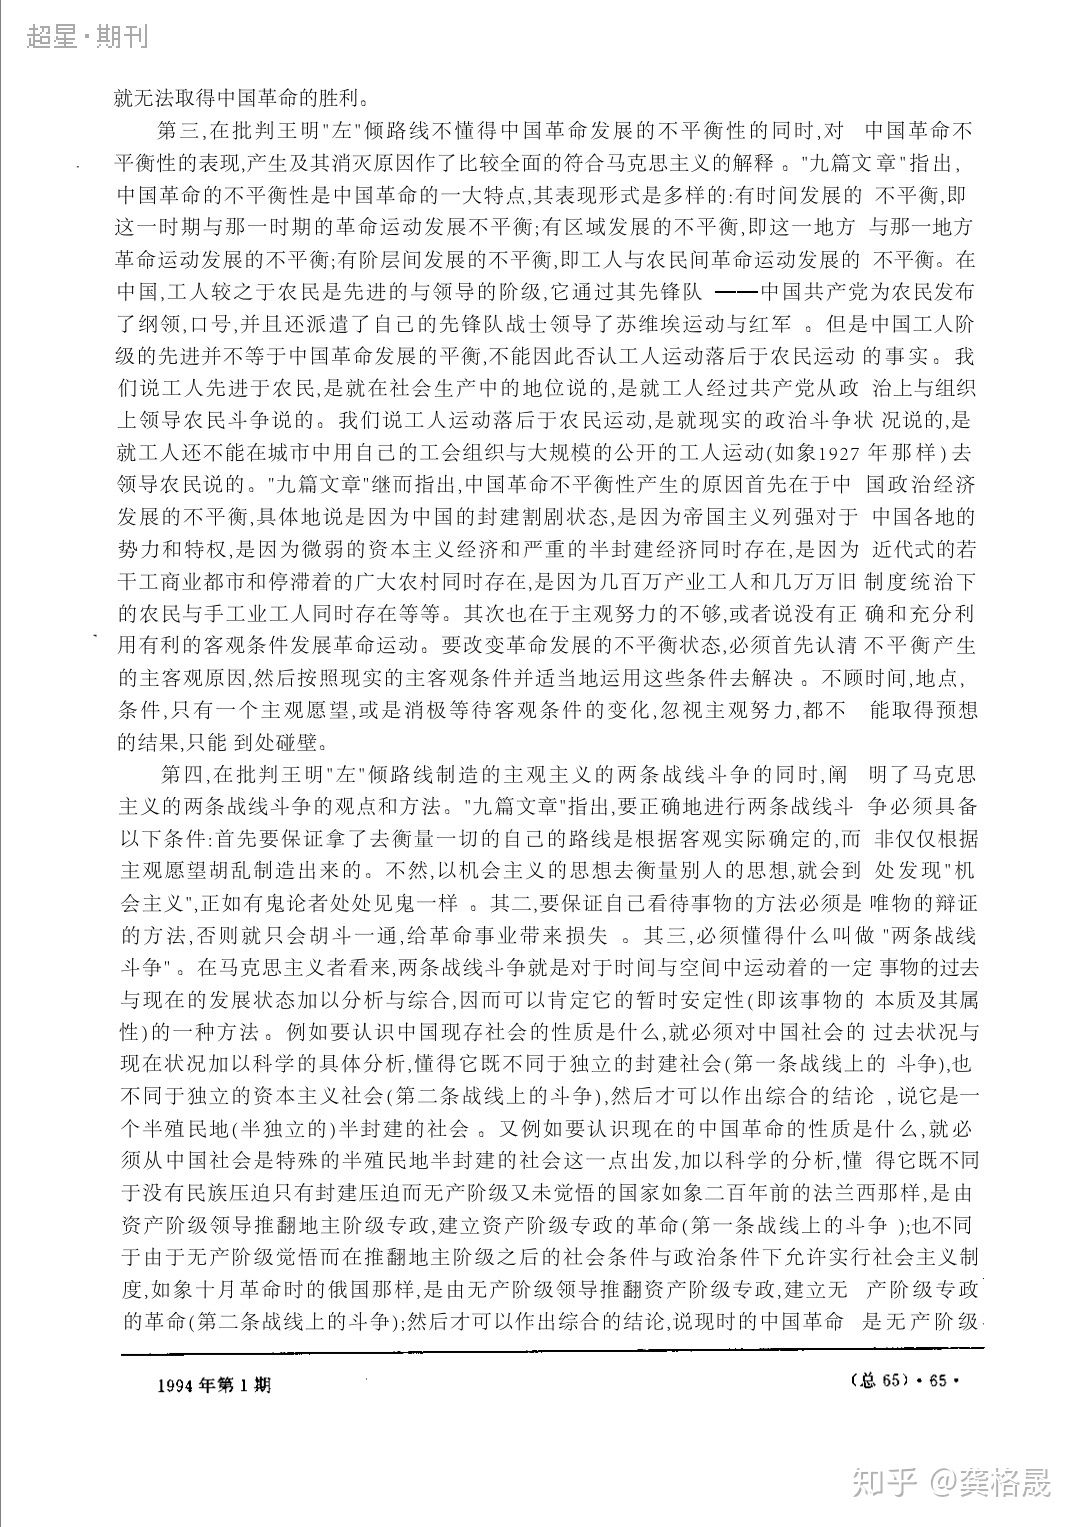 超星·期刊
就无法取得中国革命的胜利。
第三,在批判王明"左"倾路线不懂得中国革命发展的不平衡性的同时,对 中国革命不
平衡性的表现,产生及其消灭原因作了比较全面的符合马克思主义的解释。"九篇文章"指出,
中国革命的不平衡性是中国革命的一大特点,其表现形式是多样的:有时间发展的 不平衡,即
这一时期与那一时期的革命运动发展不平衡;有区域发展的不平衡,即这一地方 与那一地方
革命运动发展的不平衡;有阶层间发展的不平衡,即工人与农民间革命运动发展的 不平衡。在
中国,工人较之于农民是先进的与领导的阶级,它通过其先锋队 ——中国共产党为农民发布
了纲领,口号,并且还派遣了自己的先锋队战士领导了苏维埃运动与红军 。但是中国工人阶
级的先进并不等于中国革命发展的平衡,不能因此否认工人运动落后于农民运动 的事实。我
们说工人先进于农民,是就在社会生产中的地位说的,是就工人经过共产党从政 治上与组织
上领导农民斗争说的。我们说工人运动落后于农民运动,是就现实的政治斗争状 况说的,是
就工人还不能在城市中用自己的工会组织与大规模的公开的工人运动(如象1927 年那样)去
领导农民说的。"九篇文章"继而指出,中国革命不平衡性产生的原因首先在于中 国政治经济
发展的不平衡,具体地说是因为中国的封建割剧状态,是因为帝国主义列强对于 中国各地的
势力和特权,是因为微弱的资本主义经济和严重的半封建经济同时存在,是因为 近代式的若
干工商业都市和停滞着的广大农村同时存在,是因为几百万产业工人和几万万旧 制度统治下
的农民与手工业工人同时存在等等。其次也在于主观努力的不够,或者说没有正 确和充分利
用有利的客观条件发展革命运动。要改变革命发展的不平衡状态,必须首先认清 不平衡产生
的主客观原因,然后按照现实的主客观条件并适当地运用这些条件去解决 。不顾时间,地点,
条件,只有一个主观愿望,或是消极等待客观条件的变化,忽视主观努力,都不 能取得预想
的结果,只能 到处碰壁。
第四,在批判王明"左"倾路线制造的主观主义的两条战线斗争的同时,阐 明了马克思
主义的两条战线斗争的观点和方法。"九篇文章"指出,要正确地进行两条战线斗 争必须具备
以下条件:首先要保证拿了去衡量一切的自己的路线是根据客观实际确定的,而 非仅仅根据
主观愿望胡乱制造出来的。不然,以机会主义的思想去衡量别人的思想,就会到 处发现"机
会主义",正如有鬼论者处处见鬼一样 。其二,要保证自己看待事物的方法必须是 唯物的辩证
的方法,否则就只会胡斗一通,给革命事业带来损失 。其三,必须懂得什么叫做 "两条战线
斗争"。在马克思主义者看来,两条战线斗争就是对于时间与空间中运动着的一定 事物的过去
与现在的发展状态加以分析与综合,因而可以肯定它的暂时安定性(即该事物的 本质及其属
性)的一种方法。例如要认识中国现存社会的性质是什么,就必须对中国社会的 过去状况与
现在状况加以科学的具体分析,懂得它既不同于独立的封建社会(第一条战线上的 斗争),也
不同于独立的资本主义社会(第二条战线上的斗争),然后才可以作出综合的结论 ,说它是一
个半殖民地(半独立的)半封建的社会 。又例如要认识现在的中国革命的性质是什么,就必
须从中国社会是特殊的半殖民地半封建的社会这一点出发,加以科学的分析,懂 得它既不同
于没有民族压迫只有封建压迫而无产阶级又未觉悟的国家如象二百年前的法兰西那样,是由
资产阶级领导推翻地主阶级专政,建立资产阶级专政的革命(第一条战线上的斗争 );也不同
于由于无产阶级觉悟而在推翻地主阶级之后的社会条件与政治条件下允许实行社会主义制
度,如象十月革命时的俄国那样,是由无产阶级领导推翻资产阶级专政,建立无 产阶级专政
的革命(第二条战线上的斗争);然后才可以作出综合的结论,说现时的中国革命 是无产阶级
1994年第1期 (总65)·65·
知乎 @龚格晟